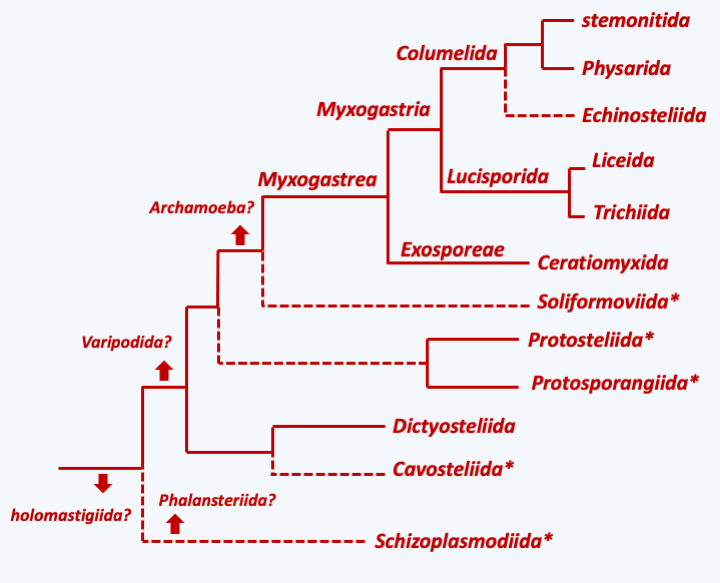 stemonitida
Columelida
Physarida
Myxogastria
Echinosteliida
Liceida
Myxogastrea
Lucisporida
Archamoeba?
Trichiida
Exosporeae
Ceratiomyxida
Soliformoviida*
Varipodida?
Protosteliida*
Protosporangiida*
Dictyosteliida
Cavosteliida*
Phalansteriida?
holomastigiida?
Schizoplasmodiida*